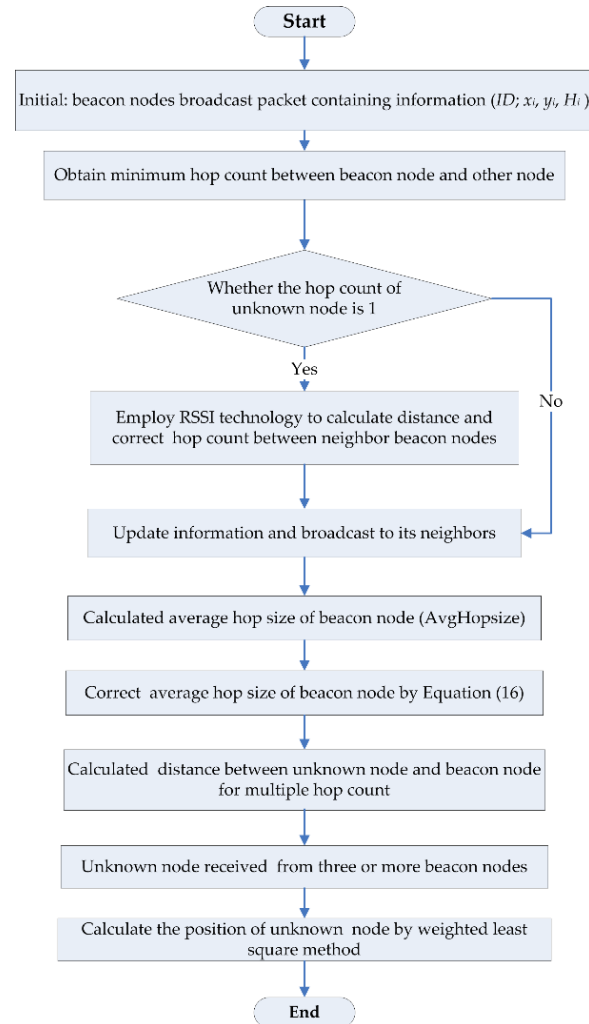 Start
Initial: beacon nodes broadcast packet containing information (ID; xᵢ, yᵢ, Hᵢ )
Obtain minimum hop count between beacon node and other node
Whether the hop count of
unknown node is 1
Yes
No
Employ RSSI technology to calculate distance and
correct hop count between neighbor beacon nodes
Update information and broadcast to its neighbors
Calculated average hop size of beacon node (AvgHopsize)
Correct average hop size of beacon node by Equation (16)
Calculated distance between unknown node and beacon node
for multiple hop count
Unknown node received from three or more beacon nodes
Calculate the position of unknown node by weighted least
square method
End